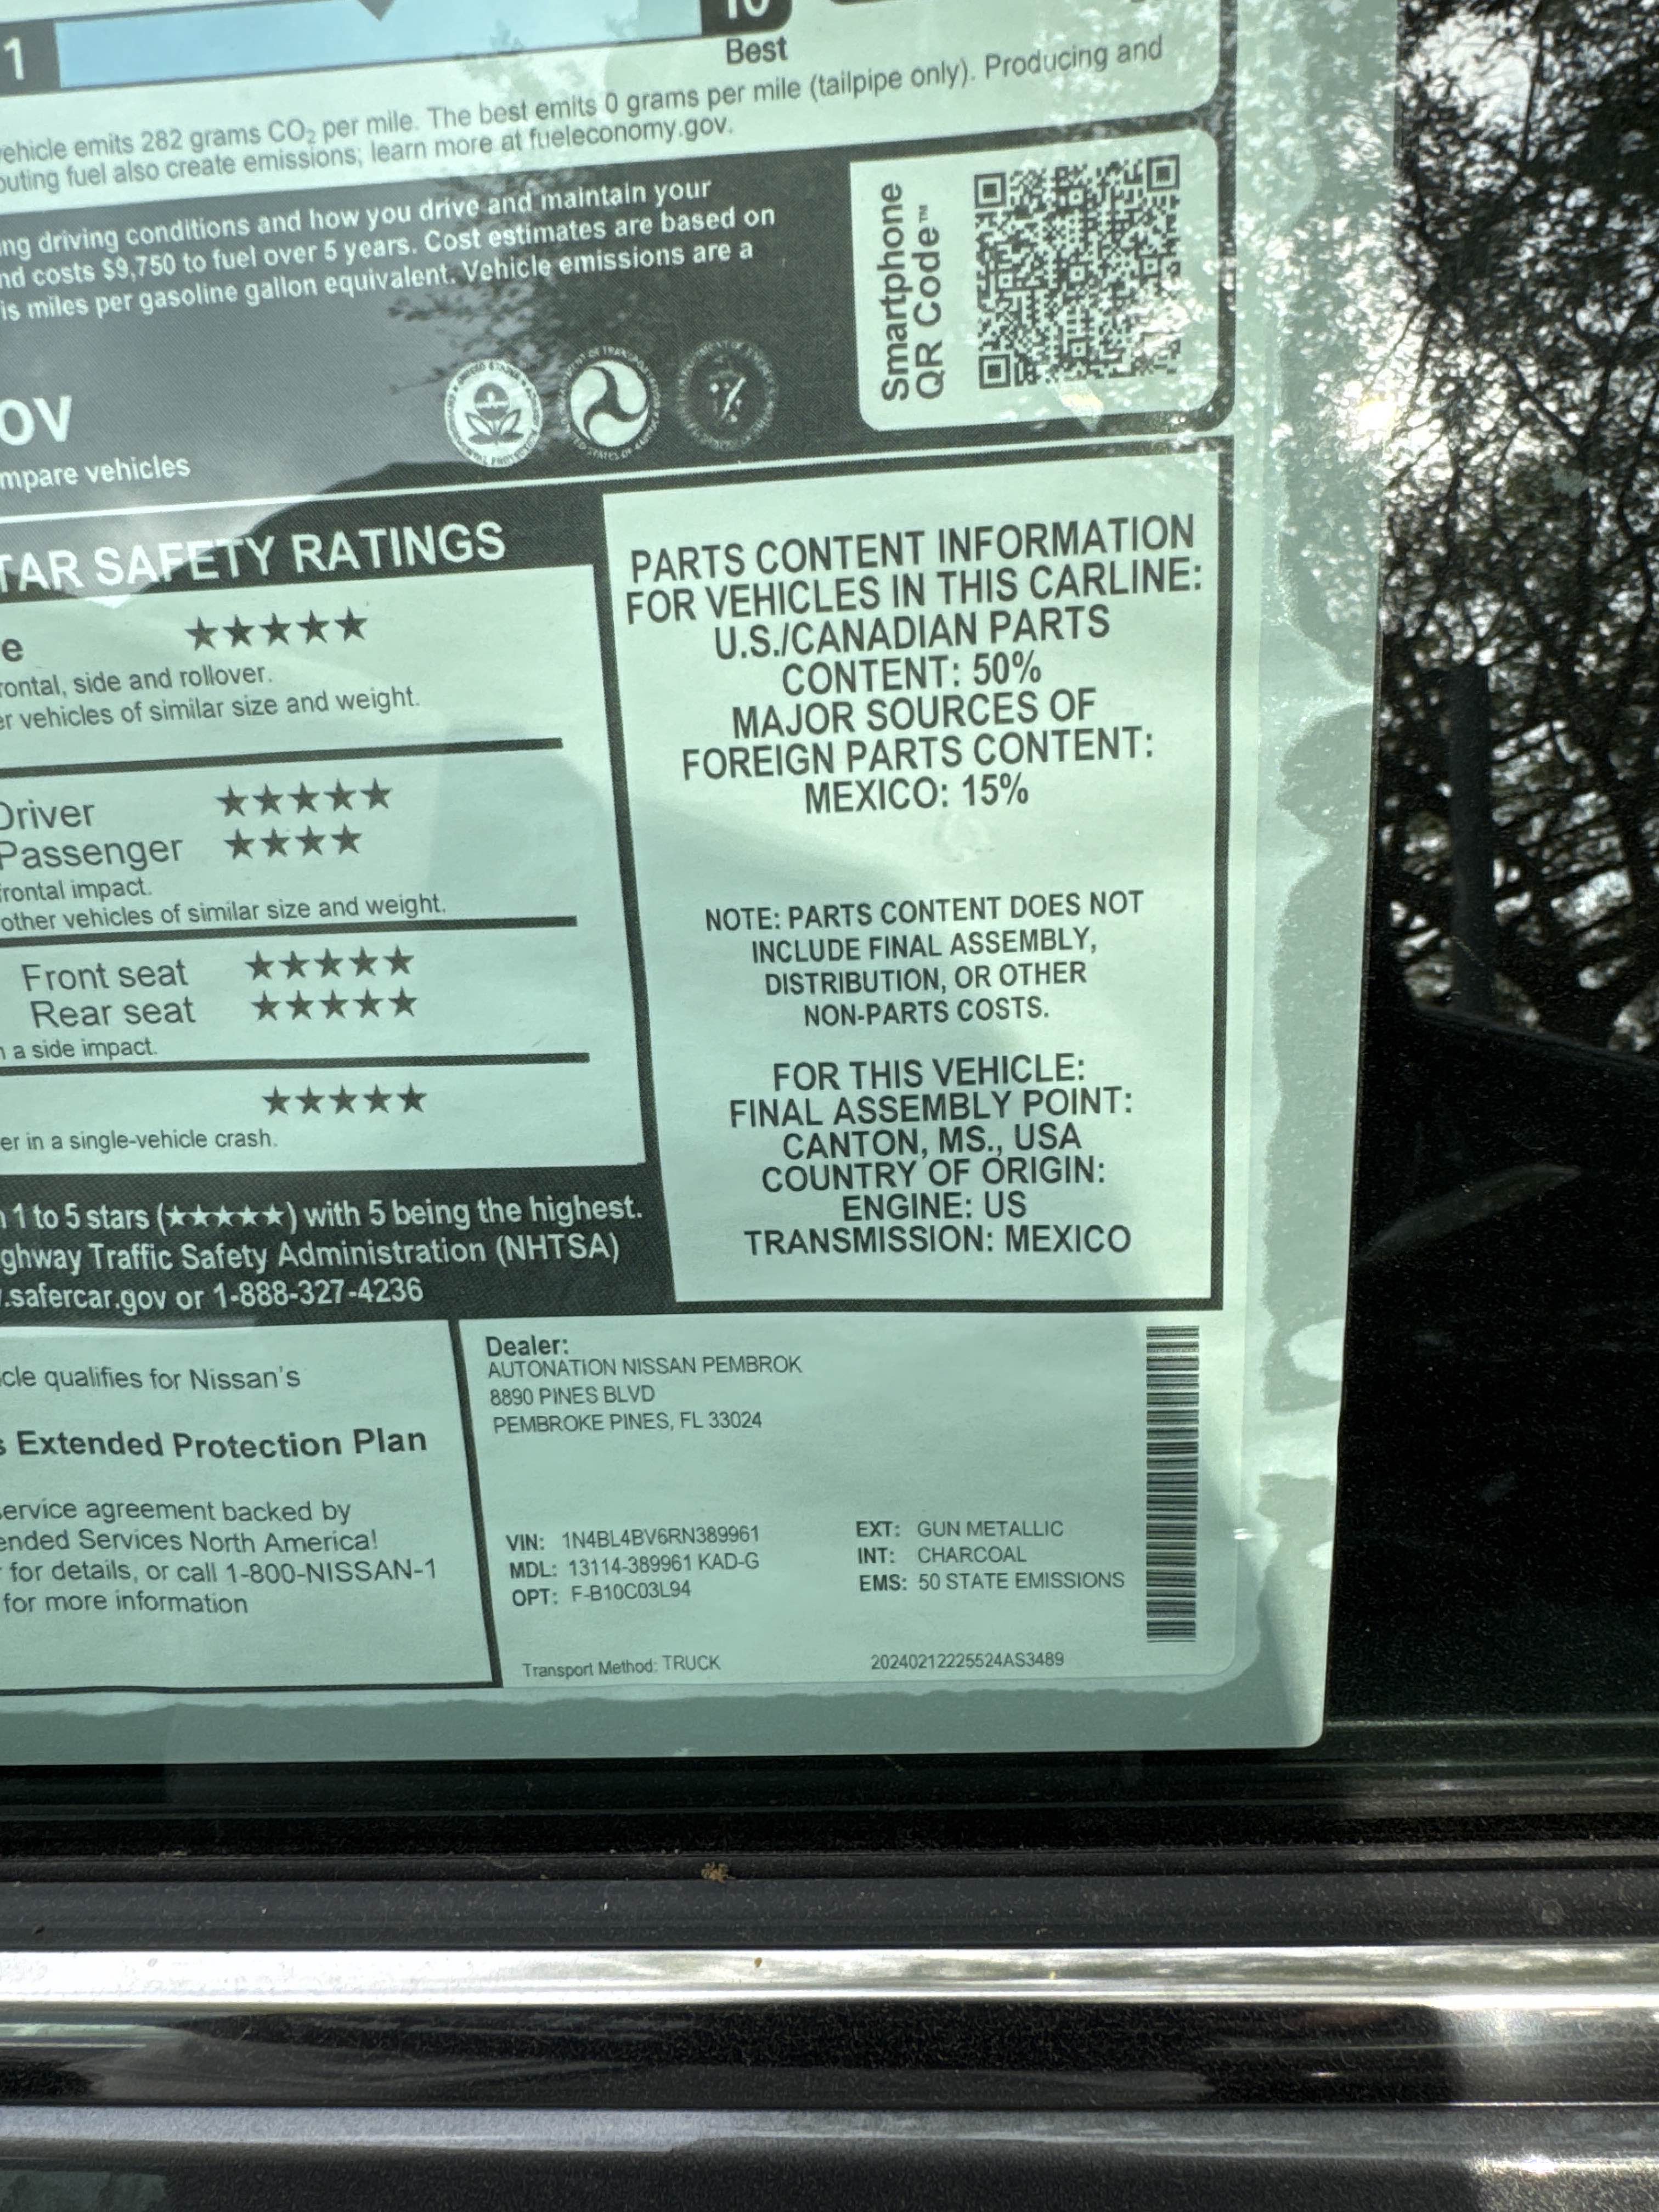 1
10
Best
vehicle emits 282 grams CO₂ per mile. The best emits 0 grams per mile (tailpipe only). Producing and
outing fuel also create emissions; learn more at fueleconomy.gov.
ng driving conditions and how you drive and maintain your
nd costs $9,750 to fuel over 5 years. Cost estimates are based on
is miles per gasoline gallon equivalent. Vehicle emissions are a
Smartphone
QR Code™
ov
mpare vehicles
TAR SAFETY RATINGS
e ★★★★★
rontal, side and rollover.
er vehicles of similar size and weight.
Driver ★★★★★
Passenger ★★★★
frontal impact.
other vehicles of similar size and weight.
Front seat ★★★★★
Rear seat ★★★★★
n a side impact.
★★★★★
er in a single-vehicle crash.
1 to 5 stars (★★★★★) with 5 being the highest.
ghway Traffic Safety Administration (NHTSA)
.safercar.gov or 1-888-327-4236
PARTS CONTENT INFORMATION
FOR VEHICLES IN THIS CARLINE:
U.S./CANADIAN PARTS
CONTENT: 50%
MAJOR SOURCES OF
FOREIGN PARTS CONTENT:
MEXICO: 15%
NOTE: PARTS CONTENT DOES NOT
INCLUDE FINAL ASSEMBLY,
DISTRIBUTION, OR OTHER
NON-PARTS COSTS.
FOR THIS VEHICLE:
FINAL ASSEMBLY POINT:
CANTON, MS., USA
COUNTRY OF ORIGIN:
ENGINE: US
TRANSMISSION: MEXICO
cle qualifies for Nissan's
s Extended Protection Plan
service agreement backed by
ended Services North America!
for details, or call 1-800-NISSAN-1
for more information
Dealer:
AUTONATION NISSAN PEMBROK
8890 PINES BLVD
PEMBROKE PINES, FL 33024
VIN: 1N4BL4BV6RN389961
MDL: 13114-389961 KAD-G
OPT: F-B10C03L94
EXT: GUN METALLIC
INT: CHARCOAL
EMS: 50 STATE EMISSIONS
Transport Method: TRUCK
20240212225524AS3489